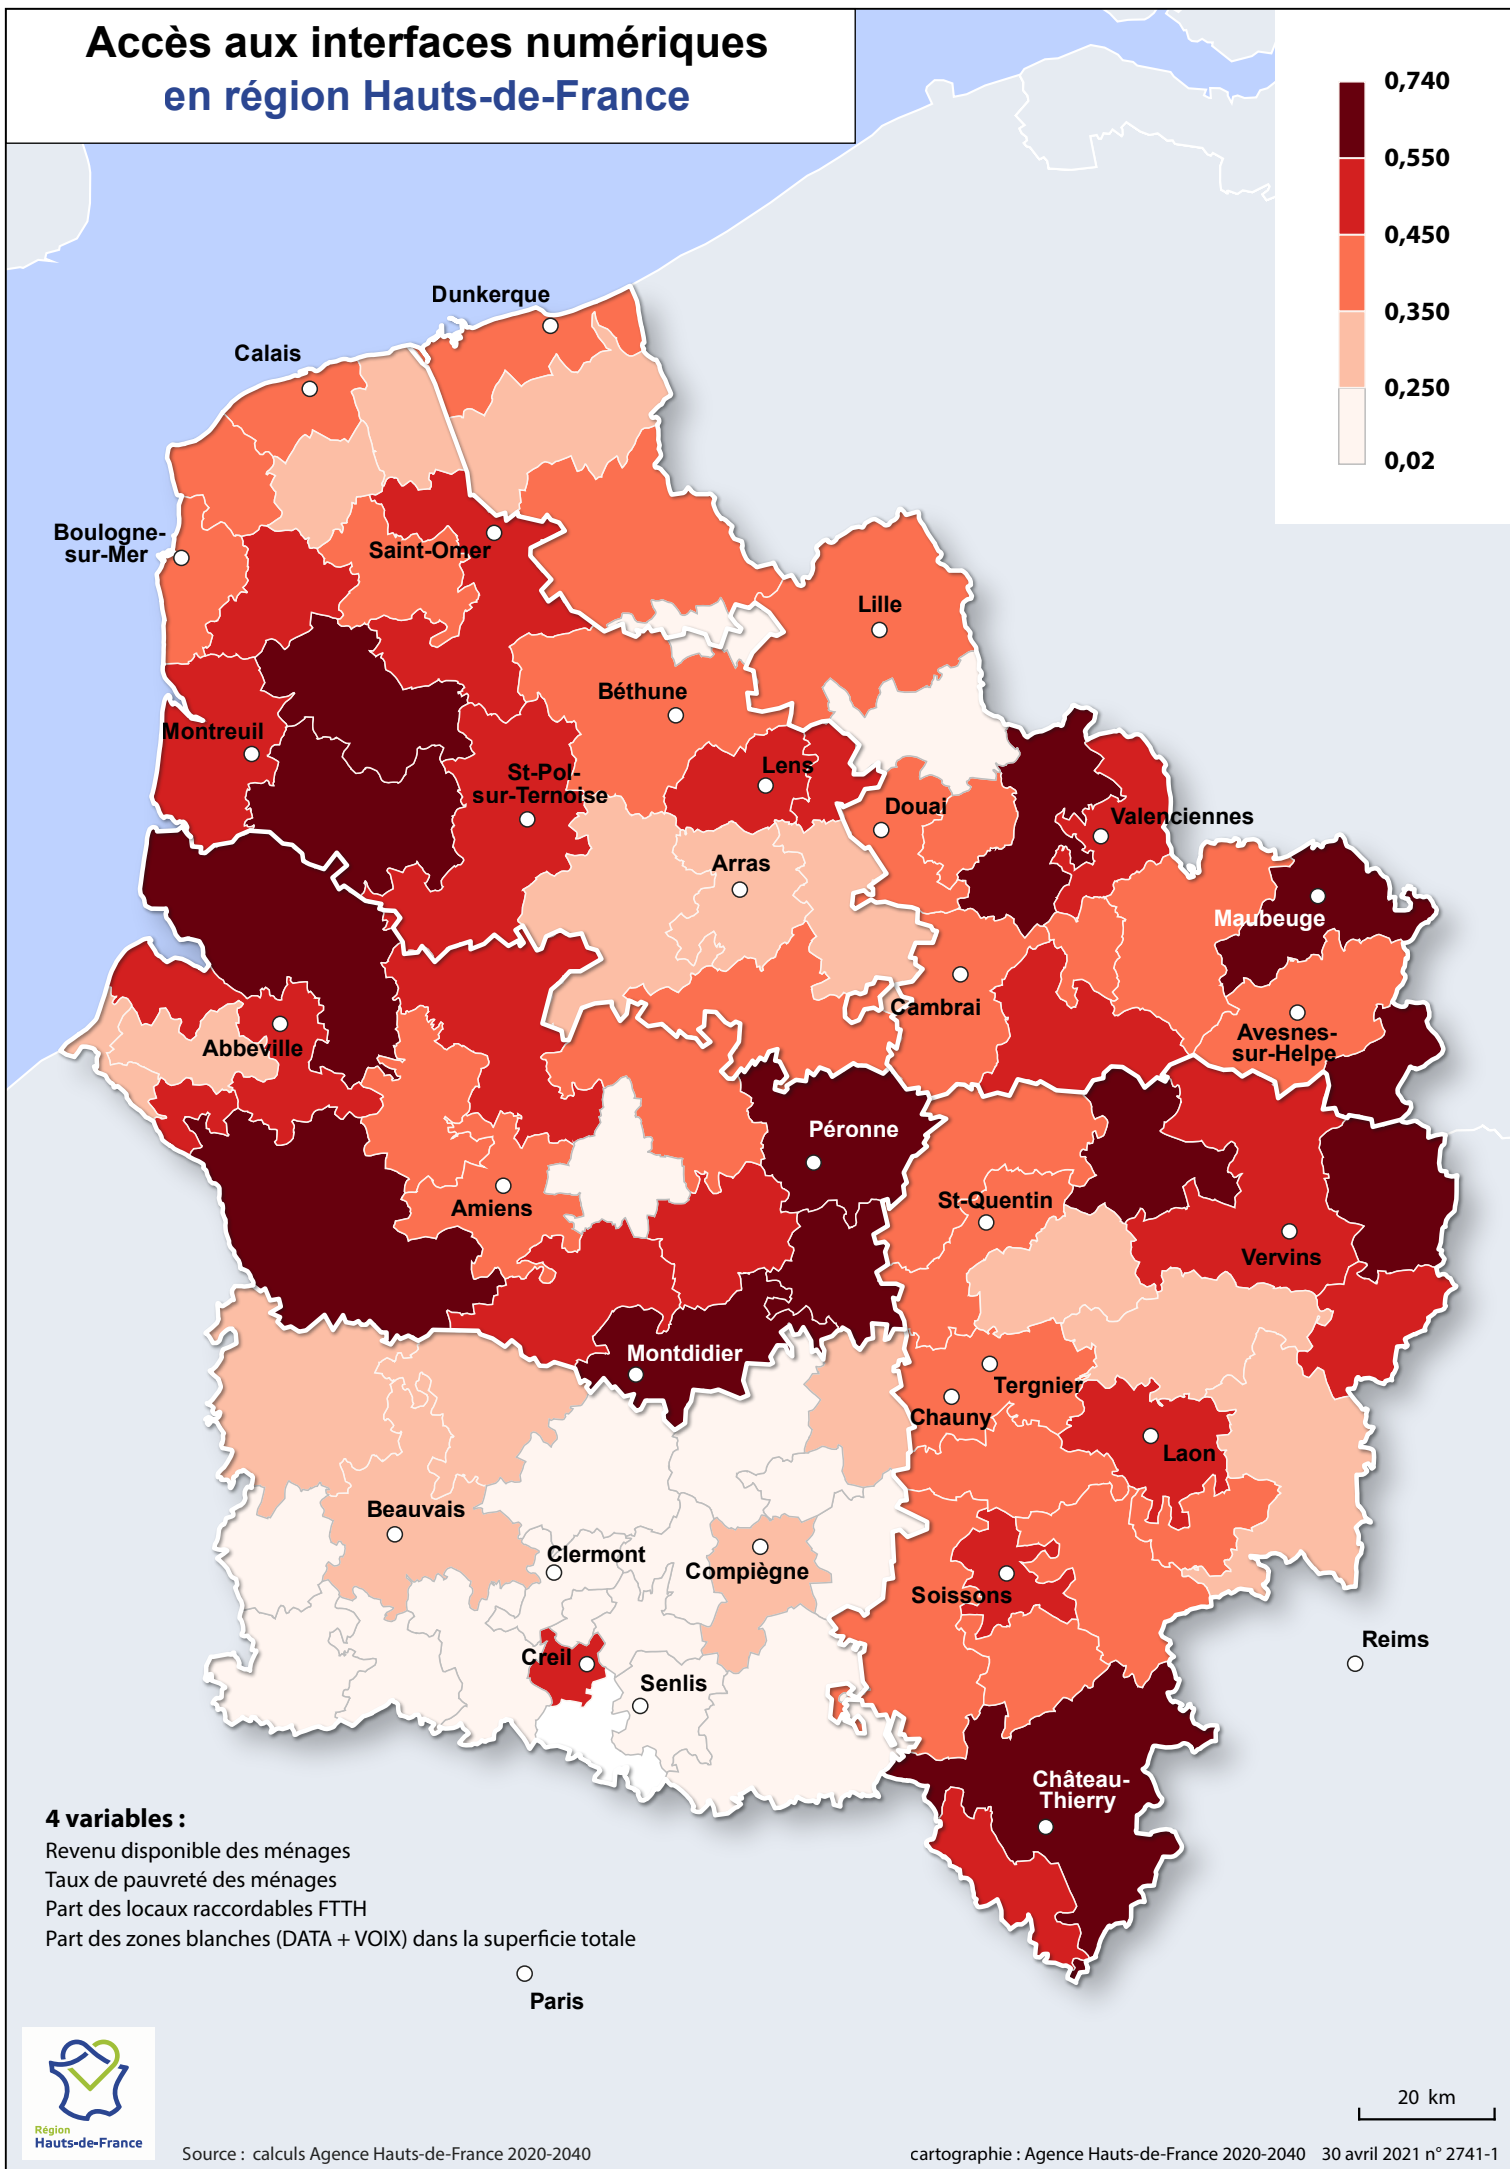 Accès aux interfaces numériques
en région Hauts-de-France
0,740
0,550
0,450
0,350
0,250
0,02
Dunkerque
Calais
Boulogne-
sur-Mer
Saint-Omer
Lille
Béthune
Montreuil
Lens
St-Pol-
sur-Ternoise
Douai
Valenciennes
Arras
Maubeuge
Cambrai
Avesnes-
sur-Helpe
Abbeville
Péronne
Amiens
St-Quentin
Vervins
Montdidier
Tergnier
Chauny
Laon
Beauvais
Clermont
Compiègne
Soissons
Creil
Senlis
Reims
Château-
Thierry
4 variables :
Revenu disponible des ménages
Taux de pauvreté des ménages
Part des locaux raccordables FTTH
Part des zones blanches (DATA + VOIX) dans la superficie totale
Paris
20 km
Région
Hauts-de-France
Source : calculs Agence Hauts-de-France 2020-2040
cartographie : Agence Hauts-de-France 2020-2040 30 avril 2021 n° 2741-1